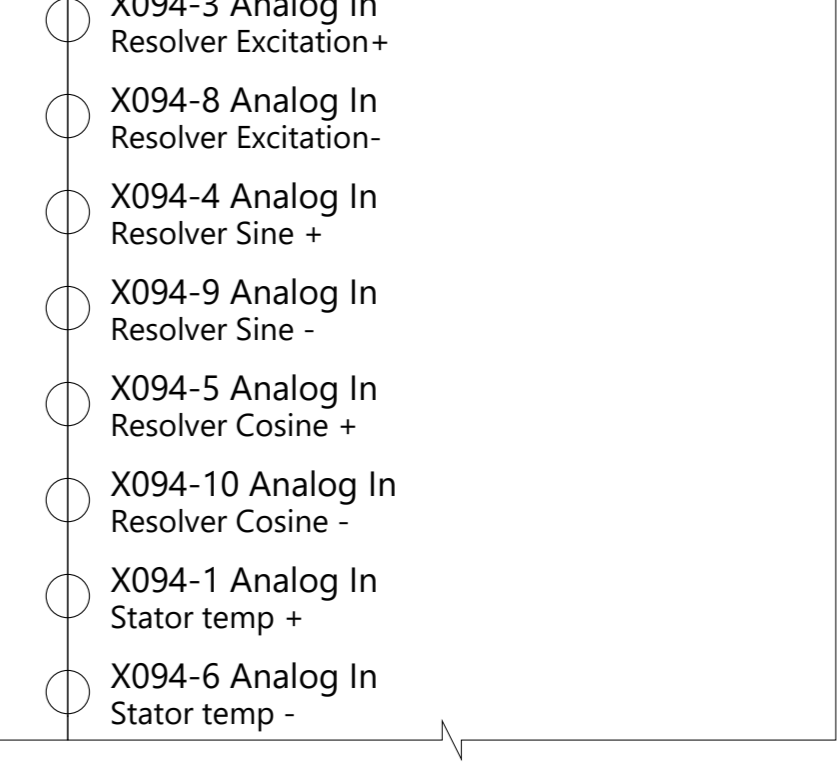 X094-3 Analog In
Resolver Excitation+
X094-8 Analog In
Resolver Excitation-
X094-4 Analog In
Resolver Sine +
X094-9 Analog In
Resolver Sine -
X094-5 Analog In
Resolver Cosine +
X094-10 Analog In
Resolver Cosine -
X094-1 Analog In
Stator temp +
X094-6 Analog In
Stator temp -